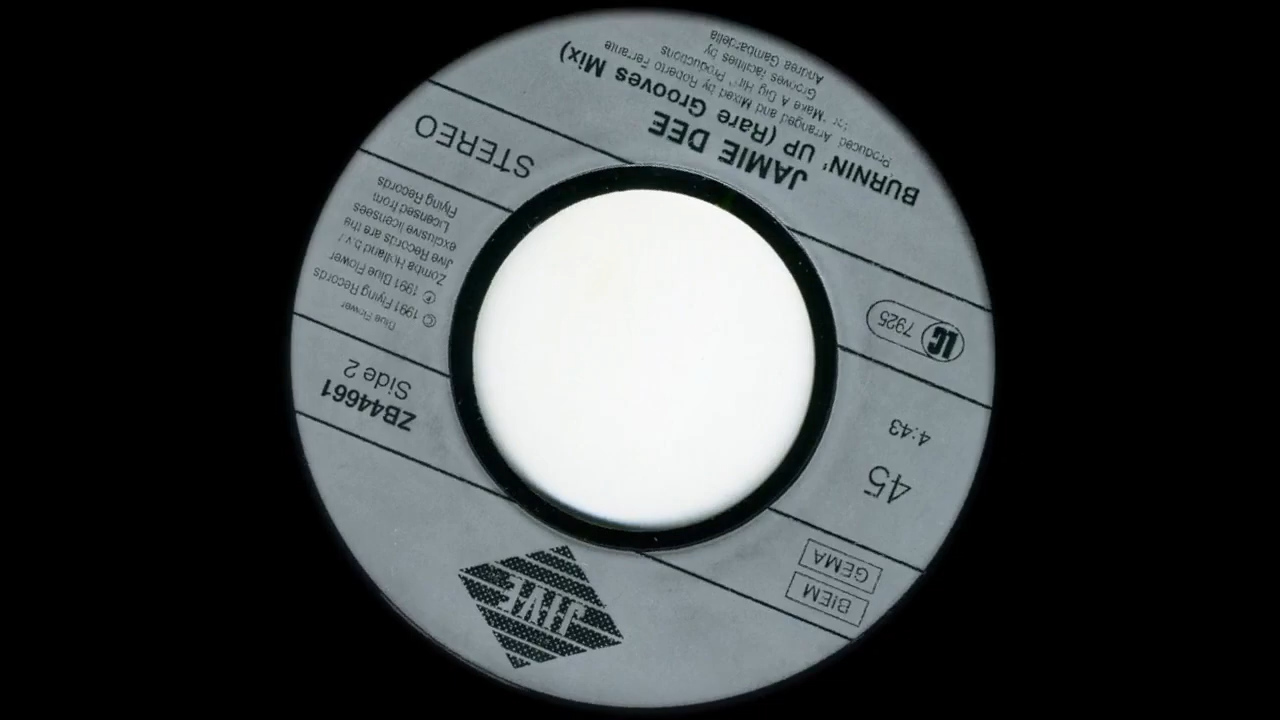 JIVE
BIEM
GEMA
45
4:43
LC 7925
ZB44661
Side 2
Blue Flower
© 1991 Flying Records
℗ 1991 Blue Flower
Zomba Holland b.v./
Jive Records are the
exclusive licensees
Licensed from
Flying Records
STEREO
JAMIE DEE
BURNIN' UP (Rare Grooves Mix)
Produced, Arranged and Mixed by Roberto Ferrante
for "Make A Big Hit" Productions
Grooves facilities by
Andrea Gambardella